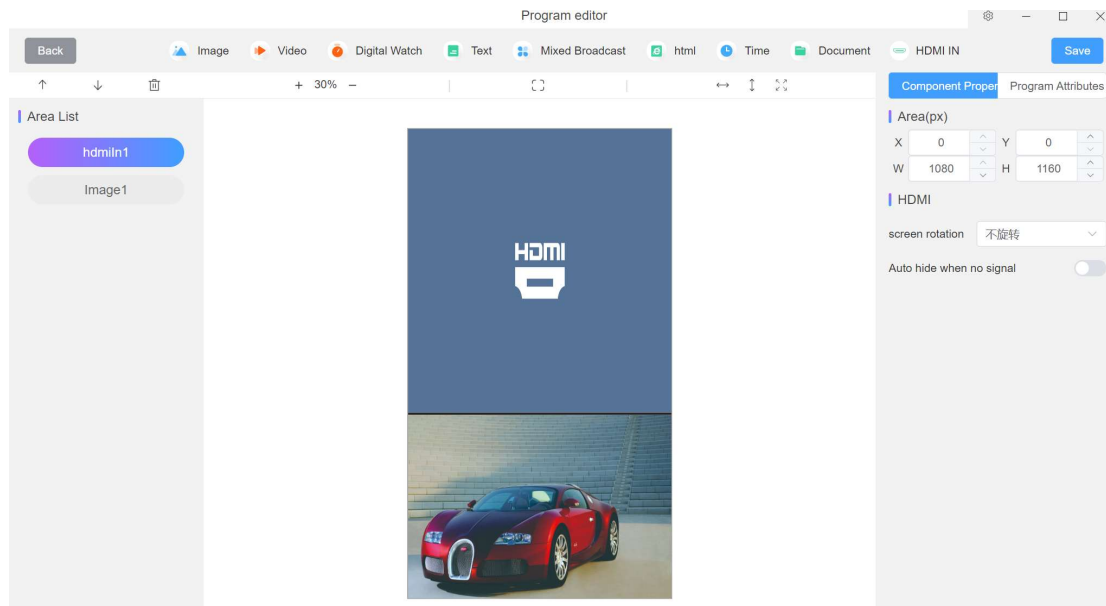 Program editor
Back Image Video Digital Watch Text Mixed Broadcast html Time Document HDMI IN Save
+ 30% − Component Proper Program Attributes
Area List Area(px)
hdmiIn1 X 0 Y 0
Image1 W 1080 H 1160
HDMI
HDMI
screen rotation 不旋转
Auto hide when no signal